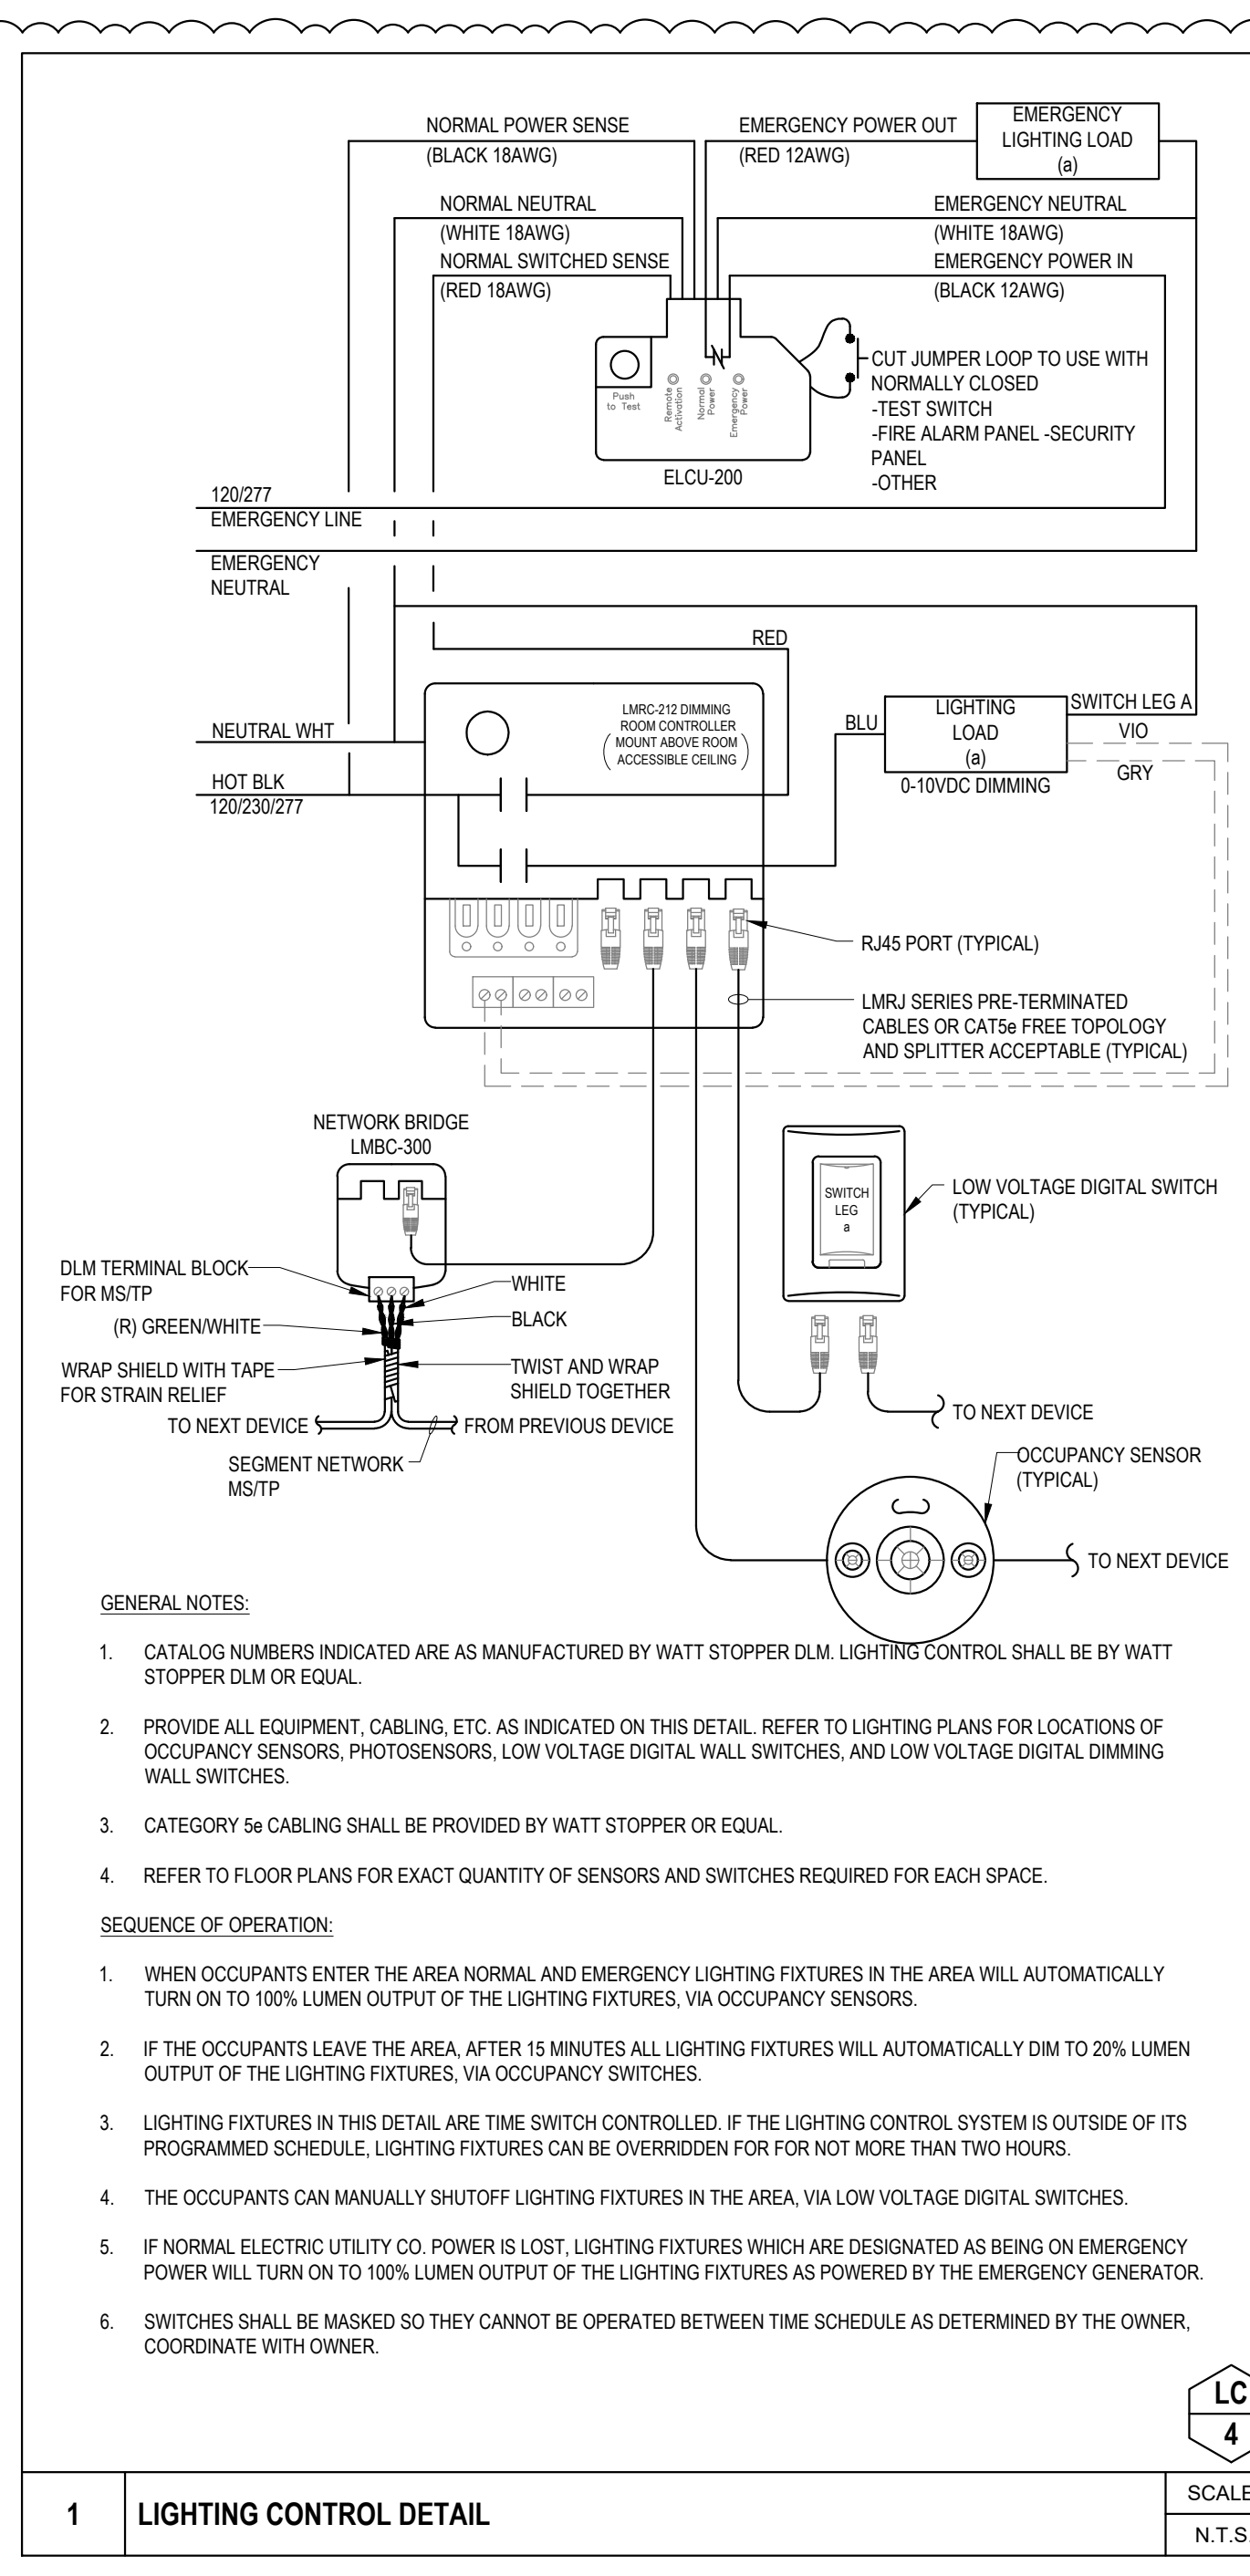 NORMAL POWER SENSE
(BLACK 18AWG)
EMERGENCY POWER OUT
(RED 12AWG)
EMERGENCY
LIGHTING LOAD
(a)
NORMAL NEUTRAL
(WHITE 18AWG)
EMERGENCY NEUTRAL
(WHITE 18AWG)
NORMAL SWITCHED SENSE
(RED 18AWG)
EMERGENCY POWER IN
(BLACK 12AWG)
Push
to Test
Remote
Activation
Normal
Power
Emergency
Power
CUT JUMPER LOOP TO USE WITH
NORMALLY CLOSED
-TEST SWITCH
-FIRE ALARM PANEL -SECURITY
PANEL
-OTHER
ELCU-200
120/277
EMERGENCY LINE
EMERGENCY
NEUTRAL
RED
LMRC-212 DIMMING
ROOM CONTROLLER
MOUNT ABOVE ROOM
ACCESSIBLE CEILING
NEUTRAL WHT
HOT BLK
120/230/277
BLU
LIGHTING
LOAD
(a)
0-10VDC DIMMING
SWITCH LEG A
VIO
GRY
RJ45 PORT (TYPICAL)
LMRJ SERIES PRE-TERMINATED
CABLES OR CAT5e FREE TOPOLOGY
AND SPLITTER ACCEPTABLE (TYPICAL)
NETWORK BRIDGE
LMBC-300
SWITCH
LEG
a
LOW VOLTAGE DIGITAL SWITCH
(TYPICAL)
DLM TERMINAL BLOCK
FOR MS/TP
WHITE
BLACK
(R) GREEN/WHITE
WRAP SHIELD WITH TAPE
FOR STRAIN RELIEF
TWIST AND WRAP
SHIELD TOGETHER
TO NEXT DEVICE
FROM PREVIOUS DEVICE
SEGMENT NETWORK
MS/TP
TO NEXT DEVICE
OCCUPANCY SENSOR
(TYPICAL)
TO NEXT DEVICE
GENERAL NOTES:
1. CATALOG NUMBERS INDICATED ARE AS MANUFACTURED BY WATT STOPPER DLM. LIGHTING CONTROL SHALL BE BY WATT
STOPPER DLM OR EQUAL.
2. PROVIDE ALL EQUIPMENT, CABLING, ETC. AS INDICATED ON THIS DETAIL. REFER TO LIGHTING PLANS FOR LOCATIONS OF
OCCUPANCY SENSORS, PHOTOSENSORS, LOW VOLTAGE DIGITAL WALL SWITCHES, AND LOW VOLTAGE DIGITAL DIMMING
WALL SWITCHES.
3. CATEGORY 5e CABLING SHALL BE PROVIDED BY WATT STOPPER OR EQUAL.
4. REFER TO FLOOR PLANS FOR EXACT QUANTITY OF SENSORS AND SWITCHES REQUIRED FOR EACH SPACE.
SEQUENCE OF OPERATION:
1. WHEN OCCUPANTS ENTER THE AREA NORMAL AND EMERGENCY LIGHTING FIXTURES IN THE AREA WILL AUTOMATICALLY
TURN ON TO 100% LUMEN OUTPUT OF THE LIGHTING FIXTURES, VIA OCCUPANCY SENSORS.
2. IF THE OCCUPANTS LEAVE THE AREA, AFTER 15 MINUTES ALL LIGHTING FIXTURES WILL AUTOMATICALLY DIM TO 20% LUMEN
OUTPUT OF THE LIGHTING FIXTURES, VIA OCCUPANCY SWITCHES.
3. LIGHTING FIXTURES IN THIS DETAIL ARE TIME SWITCH CONTROLLED. IF THE LIGHTING CONTROL SYSTEM IS OUTSIDE OF ITS
PROGRAMMED SCHEDULE, LIGHTING FIXTURES CAN BE OVERRIDDEN FOR FOR NOT MORE THAN TWO HOURS.
4. THE OCCUPANTS CAN MANUALLY SHUTOFF LIGHTING FIXTURES IN THE AREA, VIA LOW VOLTAGE DIGITAL SWITCHES.
5. IF NORMAL ELECTRIC UTILITY CO. POWER IS LOST, LIGHTING FIXTURES WHICH ARE DESIGNATED AS BEING ON EMERGENCY
POWER WILL TURN ON TO 100% LUMEN OUTPUT OF THE LIGHTING FIXTURES AS POWERED BY THE EMERGENCY GENERATOR.
6. SWITCHES SHALL BE MASKED SO THEY CANNOT BE OPERATED BETWEEN TIME SCHEDULE AS DETERMINED BY THE OWNER,
COORDINATE WITH OWNER.
LC
4
1 LIGHTING CONTROL DETAIL
SCALE
N.T.S.